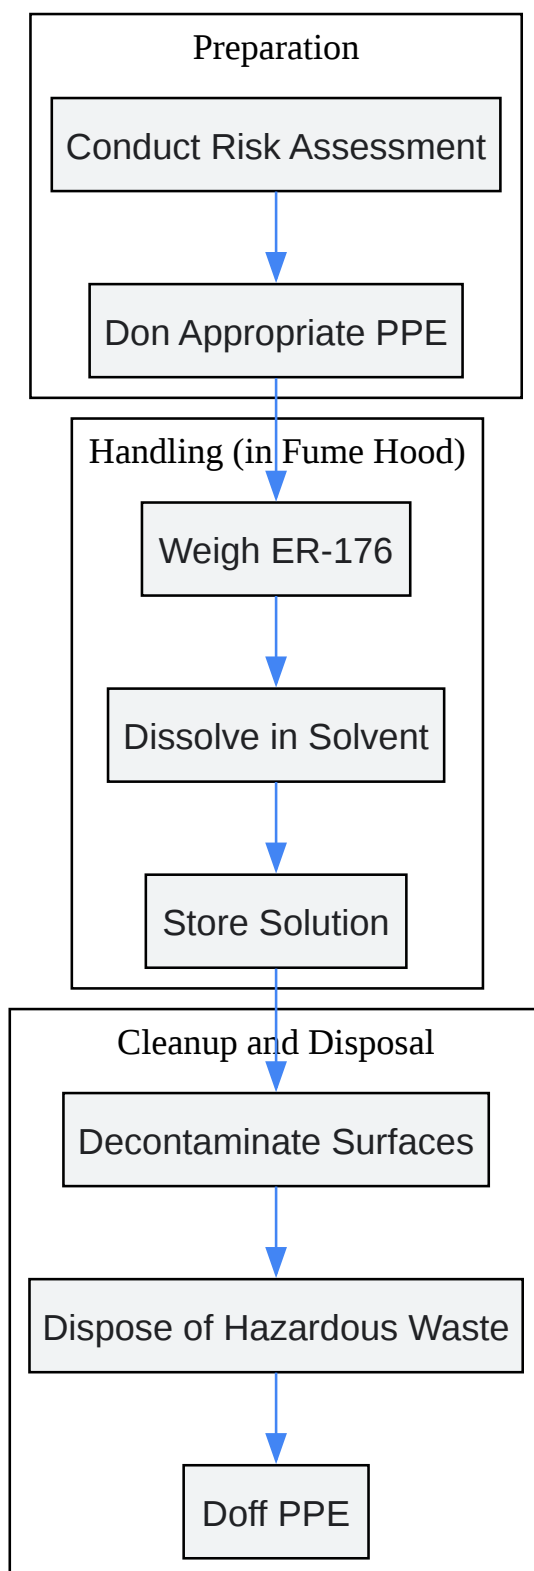 Preparation
Conduct Risk Assessment
Don Appropriate PPE
Handling (in Fume Hood)
Weigh ER-176
Dissolve in Solvent
Store Solution
Cleanup and Disposal
Decontaminate Surfaces
Dispose of Hazardous Waste
Doff PPE